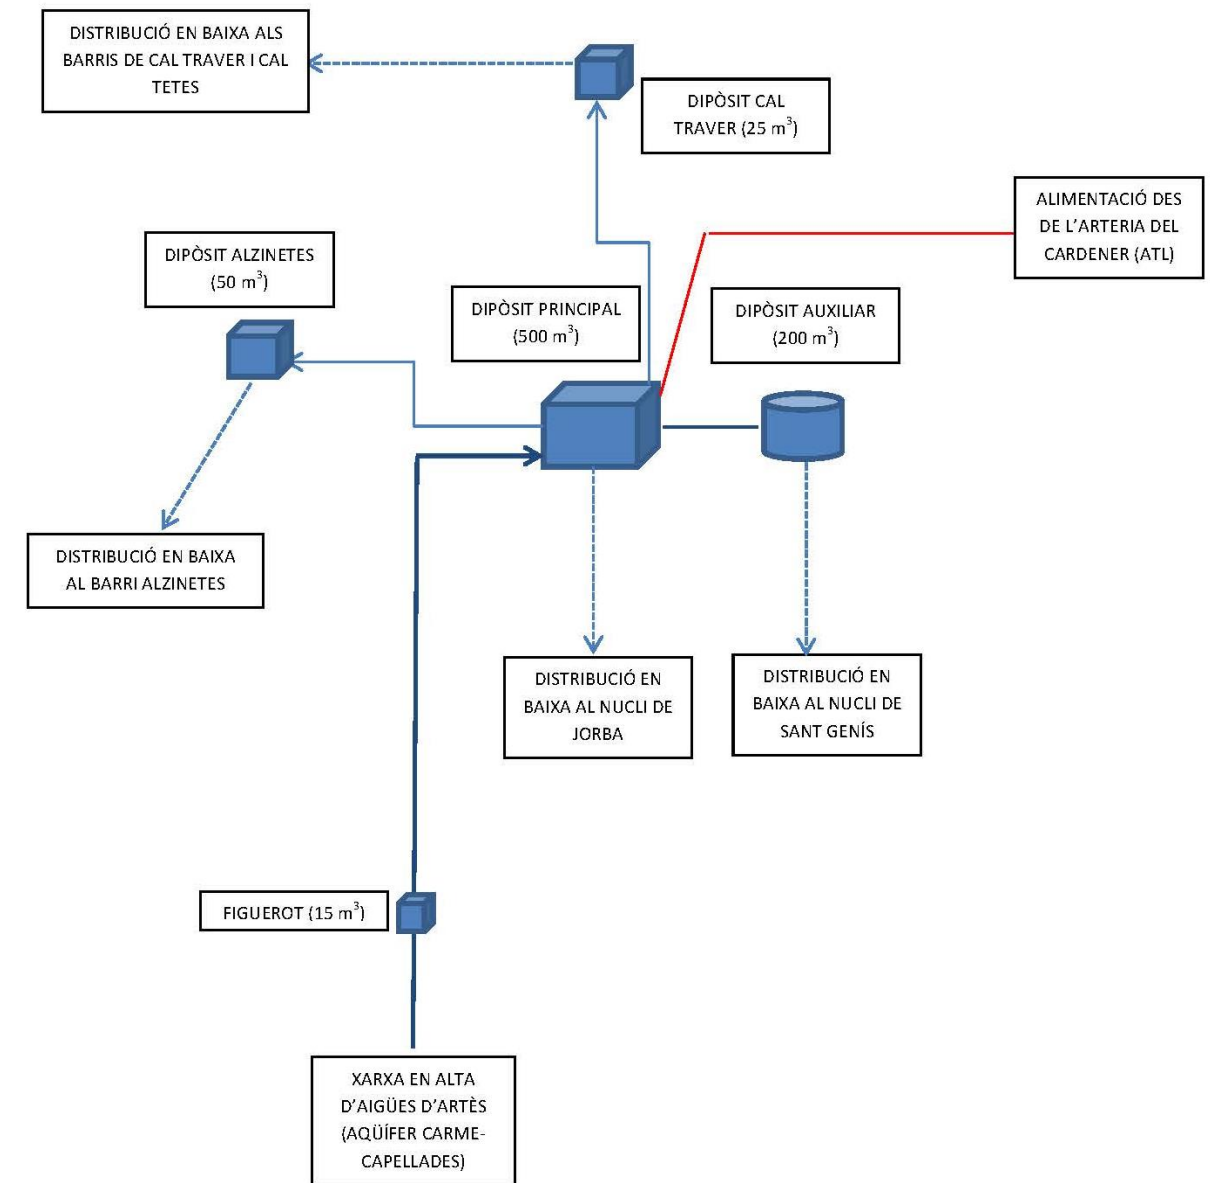 DISTRIBUCIÓ EN BAIXA ALS
BARRIS DE CAL TRAVER I CAL
TETES
DIPÒSIT CAL
TRAVER (25 m³)
ALIMENTACIÓ DES
DE L'ARTERIA DEL
CARDENER (ATL)
DIPÒSIT ALZINETES
(50 m³)
DIPÒSIT PRINCIPAL
(500 m³)
DIPÒSIT AUXILIAR
(200 m³)
DISTRIBUCIÓ EN BAIXA
AL BARRI ALZINETES
DISTRIBUCIÓ EN
BAIXA AL NUCLI DE
JORBA
DISTRIBUCIÓ EN
BAIXA AL NUCLI DE
SANT GENÍS
FIGUEROT (15 m³)
XARXA EN ALTA
D'AIGÜES D'ARTÈS
(AQÜÍFER CARME-
CAPELLADES)